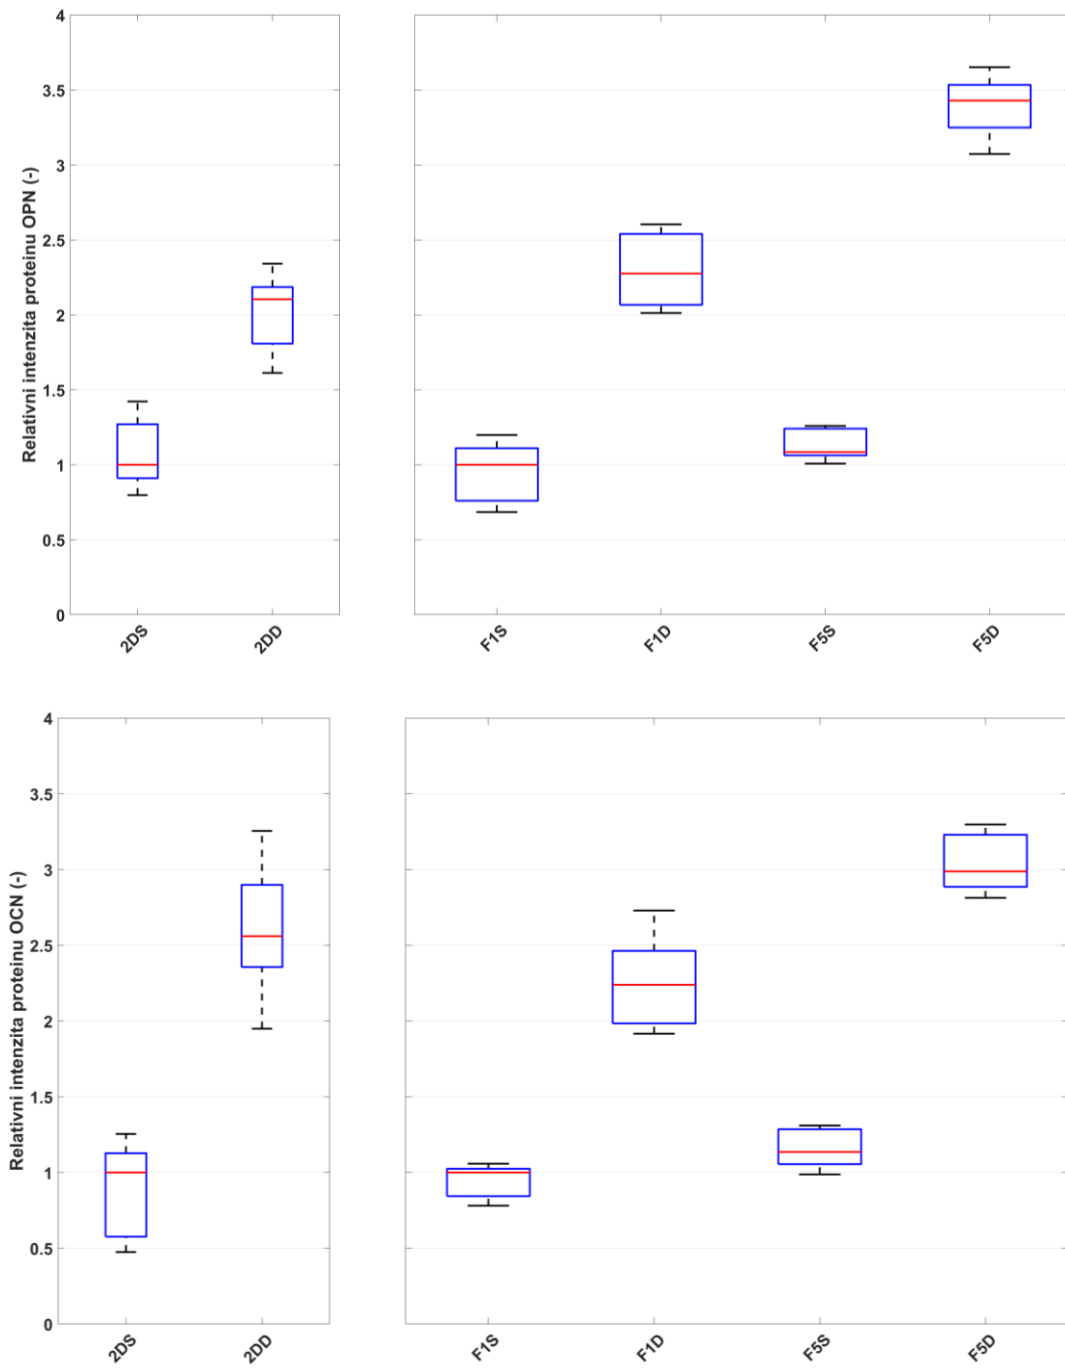 Relativni intenzita proteinu OPN (-)
4
3.5
3
2.5
2
1.5
1
0.5
0
2DS
2DD
F1S
F1D
F5S
F5D
Relativni intenzita proteinu OCN (-)
4
3.5
3
2.5
2
1.5
1
0.5
0
2DS
2DD
F1S
F1D
F5S
F5D